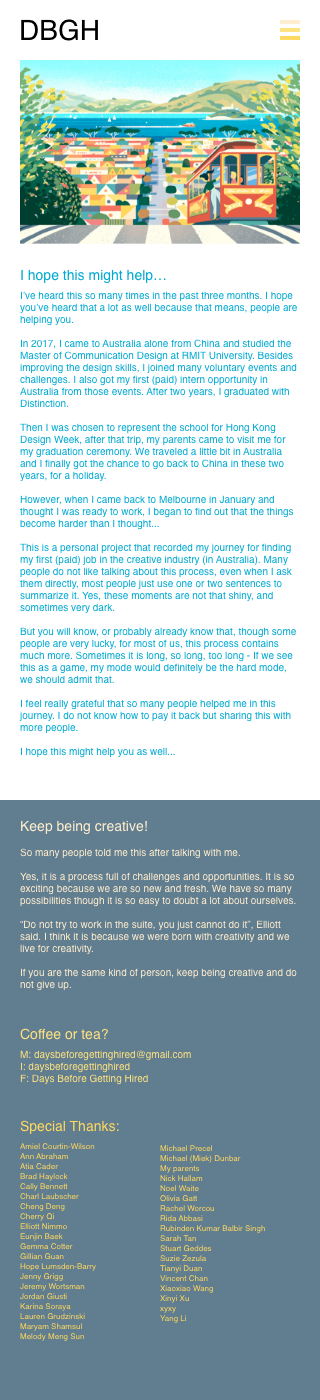 DBGH
I hope this might help…
I've heard this so many times in the past three months. I hope
you've heard that a lot as well because that means, people are
helping you.
In 2017, I came to Australia alone from China and studied the
Master of Communication Design at RMIT University. Besides
improving the design skills, I joined many voluntary events and
challenges. I also got my first (paid) intern opportunity in
Australia from those events. After two years, I graduated with
Distinction.
Then I was chosen to represent the school for Hong Kong
Design Week, after that trip, my parents came to visit me for
my graduation ceremony. We traveled a little bit in Australia
and I finally got the chance to go back to China in these two
years, for a holiday.
However, when I came back to Melbourne in January and
thought I was ready to work, I began to find out that the things
become harder than I thought...
This is a personal project that recorded my journey for finding
my first (paid) job in the creative industry (in Australia). Many
people do not like talking about this process, even when I ask
them directly, most people just use one or two sentences to
summarize it. Yes, these moments are not that shiny, and
sometimes very dark.
But you will know, or probably already know that, though some
people are very lucky, for most of us, this process contains
much more. Sometimes it is long, so long, too long - If we see
this as a game, my mode would definitely be the hard mode,
we should admit that.
I feel really grateful that so many people helped me in this
journey. I do not know how to pay it back but sharing this with
more people.
I hope this might help you as well...
Keep being creative!
So many people told me this after talking with me.
Yes, it is a process full of challenges and opportunities. It is so
exciting because we are so new and fresh. We have so many
possibilities though it is so easy to doubt a lot about ourselves.
“Do not try to work in the suite, you just cannot do it”, Elliott
said. I think it is because we were born with creativity and we
live for creativity.
If you are the same kind of person, keep being creative and do
not give up.
Coffee or tea?
M: daysbeforegettinghired@gmail.com
I: daysbeforegettinghired
F: Days Before Getting Hired
Special Thanks:
Amiel Courtin-Wilson
Ann Abraham
Atia Cader
Brad Haylock
Cally Bennett
Charl Laubscher
Cheng Deng
Cherry Qi
Elliott Nimmo
Eunjin Baek
Gemma Cotter
Gillian Guan
Hope Lumsden-Barry
Jenny Grigg
Jeremy Wortsman
Jordan Giusti
Karina Soraya
Lauren Grudzinski
Maryam Shamsul
Melody Meng Sun
Michael Precel
Michael (Miek) Dunbar
My parents
Nick Hallam
Noel Waite
Olivia Gatt
Rachel Worcou
Rida Abbasi
Rubinden Kumar Balbir Singh
Sarah Tan
Stuart Geddes
Suzie Zezula
Tianyi Duan
Vincent Chan
Xiaoxiao Wang
Xinyi Xu
xyxy
Yang Li